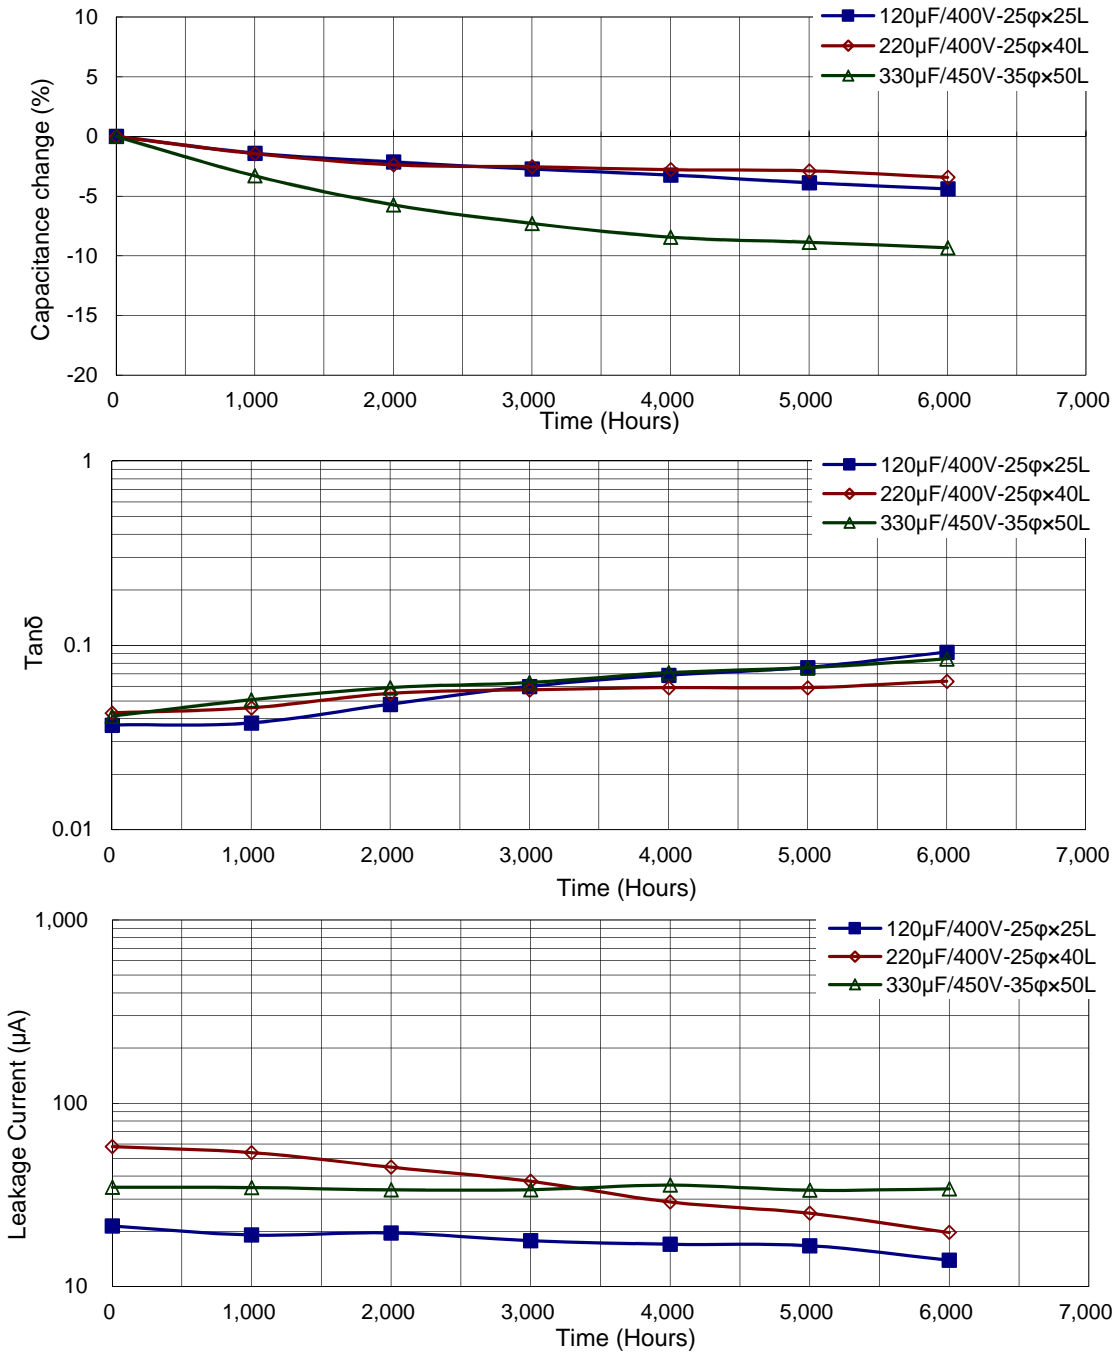 10
5
0
-5
-10
-15
-20
Capacitance change (%)
120μF/400V-25φ×25L
220μF/400V-25φ×40L
330μF/450V-35φ×50L
0 1,000 2,000 3,000 4,000 5,000 6,000 7,000
Time (Hours)
1
0.1
0.01
Tanδ
120μF/400V-25φ×25L
220μF/400V-25φ×40L
330μF/450V-35φ×50L
0 1,000 2,000 3,000 4,000 5,000 6,000 7,000
Time (Hours)
1,000
100
10
Leakage Current (μA)
120μF/400V-25φ×25L
220μF/400V-25φ×40L
330μF/450V-35φ×50L
0 1,000 2,000 3,000 4,000 5,000 6,000 7,000
Time (Hours)